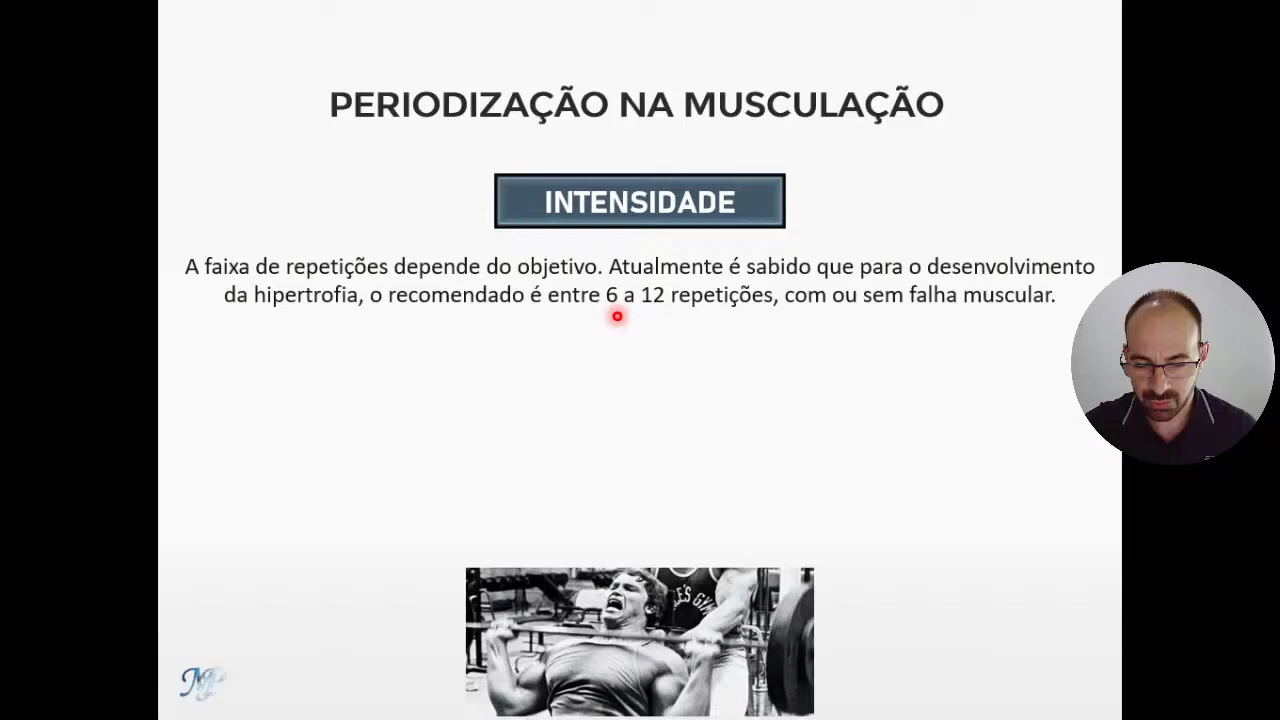 PERIODIZAÇÃO NA MUSCULAÇÃO
INTENSIDADE
A faixa de repetições depende do objetivo. Atualmente é sabido que para o desenvolvimento
da hipertrofia, o recomendado é entre 6 a 12 repetições, com ou sem falha muscular.